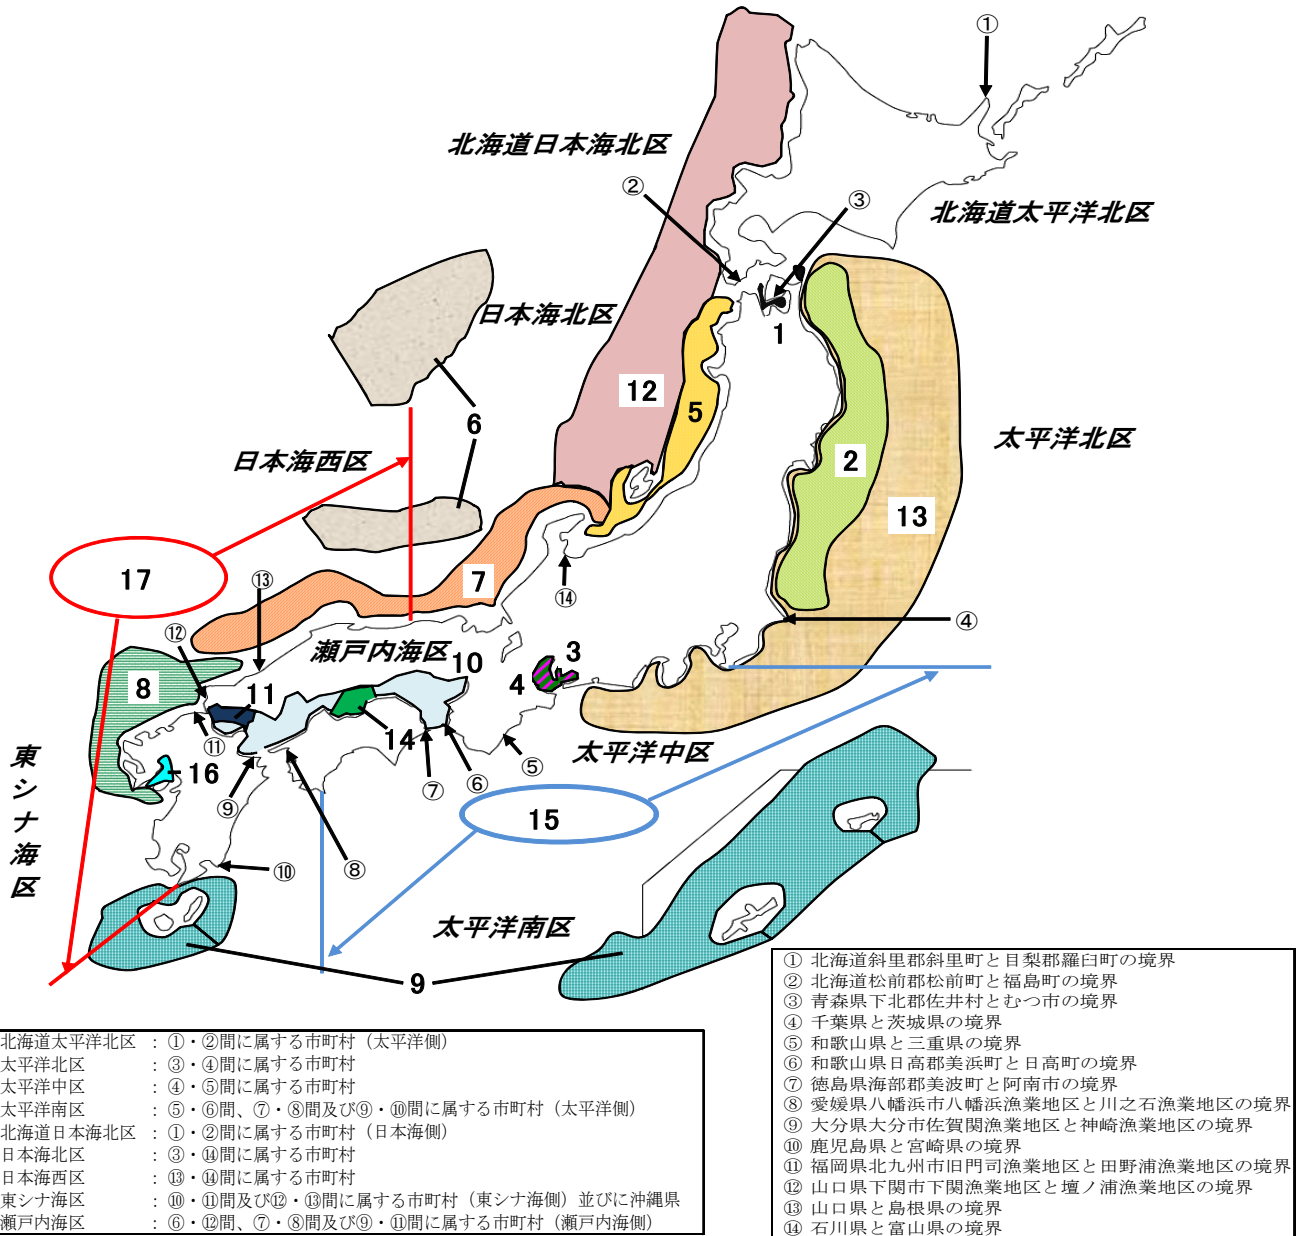 ①
北海道日本海北区
②
③
北海道太平洋北区
日本海北区
1
12
5
6
2
太平洋北区
日本海西区
13
17
⑬
7
⑭
④
⑫
瀬戸内海区
10
3
8
4
11
⑪
14
太平洋中区
⑤
16
⑥
⑦
⑨
15
東シナ海区
⑧
⑩
太平洋南区
9
① 北海道斜里郡斜里町と目梨郡羅臼町の境界
② 北海道松前郡松前町と福島町の境界
③ 青森県下北郡佐井村とむつ市の境界
④ 千葉県と茨城県の境界
⑤ 和歌山県と三重県の境界
⑥ 和歌山県日高郡美浜町と日高町の境界
⑦ 徳島県海部郡美波町と阿南市の境界
⑧ 愛媛県八幡浜市八幡浜漁業地区と川之石漁業地区の境界
⑨ 大分県大分市佐賀関漁業地区と神崎漁業地区の境界
⑩ 鹿児島県と宮崎県の境界
⑪ 福岡県北九州市旧門司漁業地区と田野浦漁業地区の境界
⑫ 山口県下関市下関漁業地区と壇ノ浦漁業地区の境界
⑬ 山口県と島根県の境界
⑭ 石川県と富山県の境界
北海道太平洋北区 ： ①・②間に属する市町村（太平洋側）
太平洋北区 ： ③・④間に属する市町村
太平洋中区 ： ④・⑤間に属する市町村
太平洋南区 ： ⑤・⑥間、⑦・⑧間及び⑨・⑩間に属する市町村（太平洋側）
北海道日本海北区 ： ①・②間に属する市町村（日本海側）
日本海北区 ： ③・⑭間に属する市町村
日本海西区 ： ⑬・⑭間に属する市町村
東シナ海区 ： ⑩・⑪間及び⑫・⑬間に属する市町村（東シナ海側）並びに沖縄県
瀬戸内海区 ： ⑥・⑫間、⑦・⑧間及び⑨・⑪間に属する市町村（瀬戸内海側）